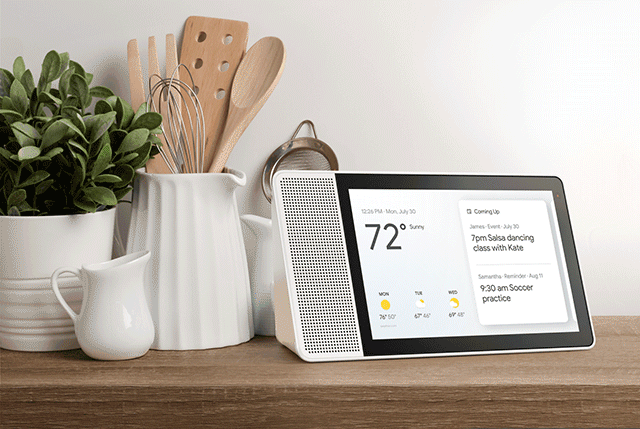 12:26 PM · Mon, July 30
72° Sunny
MON TUE WED
76° 50° 67° 46° 69° 48°
Coming Up
James · Event · July 30
7pm Salsa dancing
class with Kate
Samantha · Reminder · Aug 11
9:30 am Soccer
practice